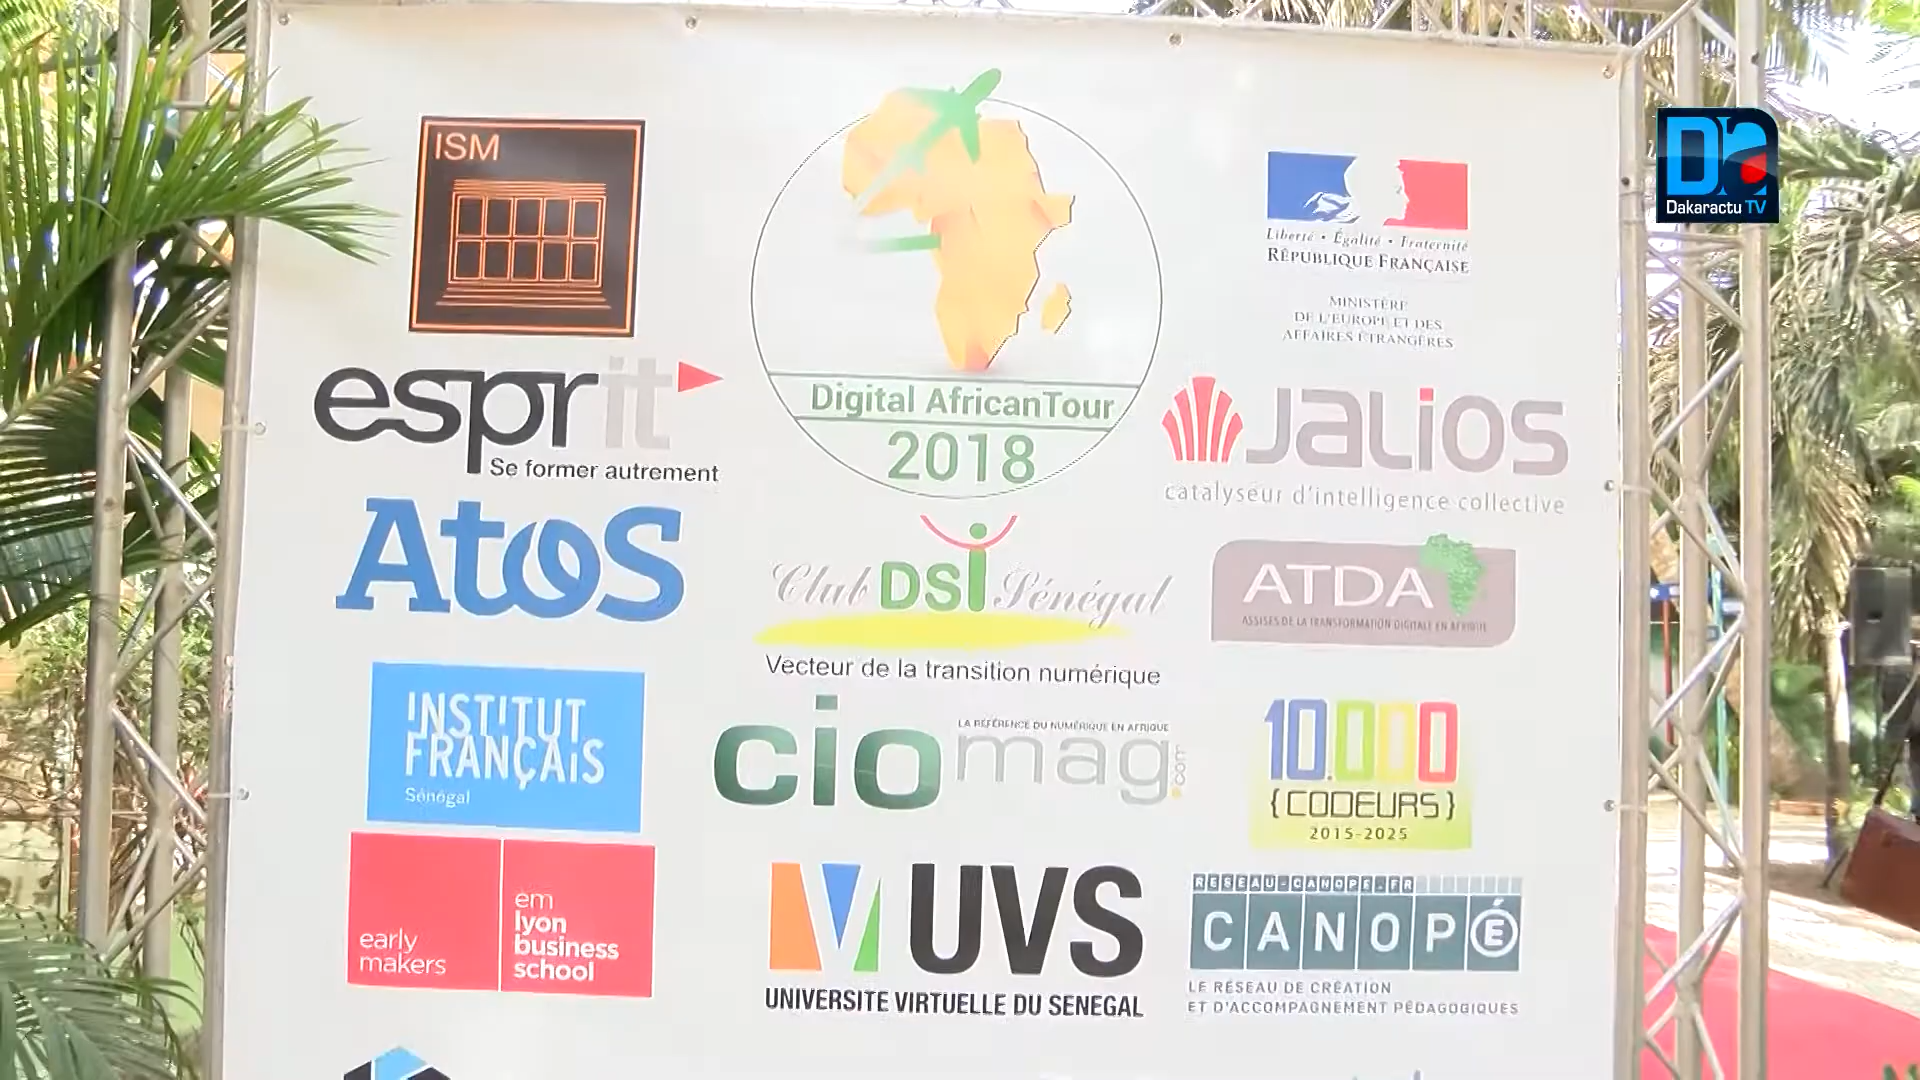 ISM
esprit
Se former autrement
Atos
INSTITUT
FRANÇAIS
Sénégal
early
makers
em
lyon
business
school
Digital AfricanTour
2018
Club DSI Sénégal
Vecteur de la transition numérique
LA RÉFÉRENCE DU NUMÉRIQUE EN AFRIQUE
ciomag.com
UVS
UNIVERSITE VIRTUELLE DU SENEGAL
Liberté • Égalité • Fraternité
RÉPUBLIQUE FRANÇAISE
MINISTÈRE
DE L'EUROPE ET DES
AFFAIRES ÉTRANGÈRES
JALIOS
catalyseur d'intelligence collective
ATDA
ASSISES DE LA TRANSFORMATION DIGITALE EN AFRIQUE
10.000
{CODEURS}
2015-2025
RESEAU-CANOPE.FR
CANOPÉ
LE RÉSEAU DE CRÉATION
ET D'ACCOMPAGNEMENT PÉDAGOGIQUES
Da
Dakaractu TV